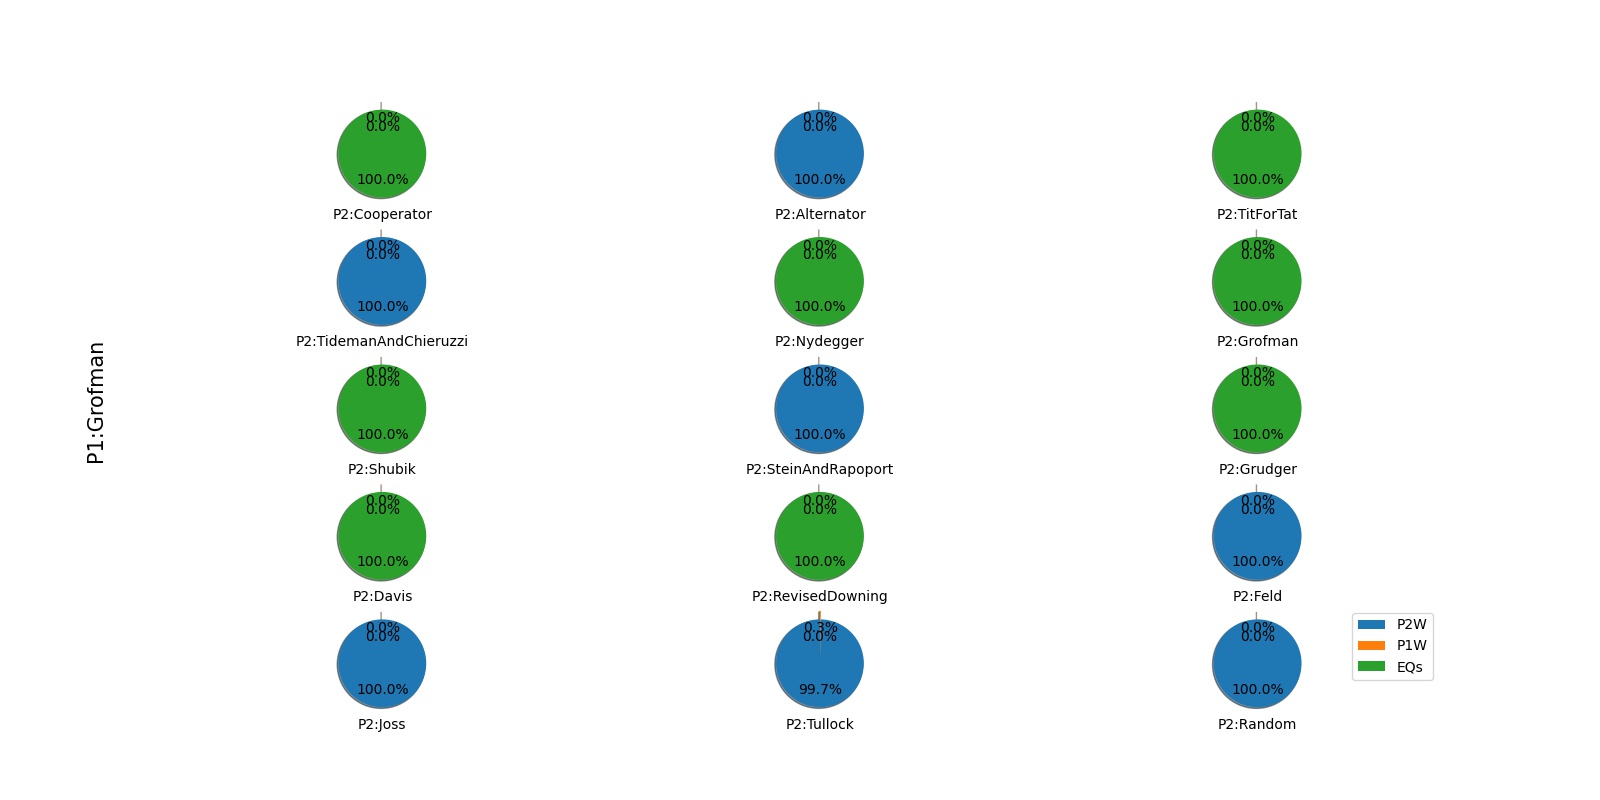 0.0% 0.0% 0.0%
0.0% 0.0% 0.0%
100.0% 100.0% 100.0%
P2:Cooperator P2:Alternator P2:TitForTat
0.0% 0.0% 0.0%
0.0% 0.0% 0.0%
100.0% 100.0% 100.0%
P2:TidemanAndChieruzzi P2:Nydegger P2:Grofman
P1:Grofman
0.0% 0.0% 0.0%
0.0% 0.0% 0.0%
100.0% 100.0% 100.0%
P2:Shubik P2:SteinAndRapoport P2:Grudger
0.0% 0.0% 0.0%
0.0% 0.0% 0.0%
100.0% 100.0% 100.0%
P2:Davis P2:RevisedDowning P2:Feld
0.0% 0.3% 0.0%
0.0% 0.0% 0.0%
100.0% 99.7% 100.0%
P2:Joss P2:Tullock P2:Random
P2W
P1W
EQs